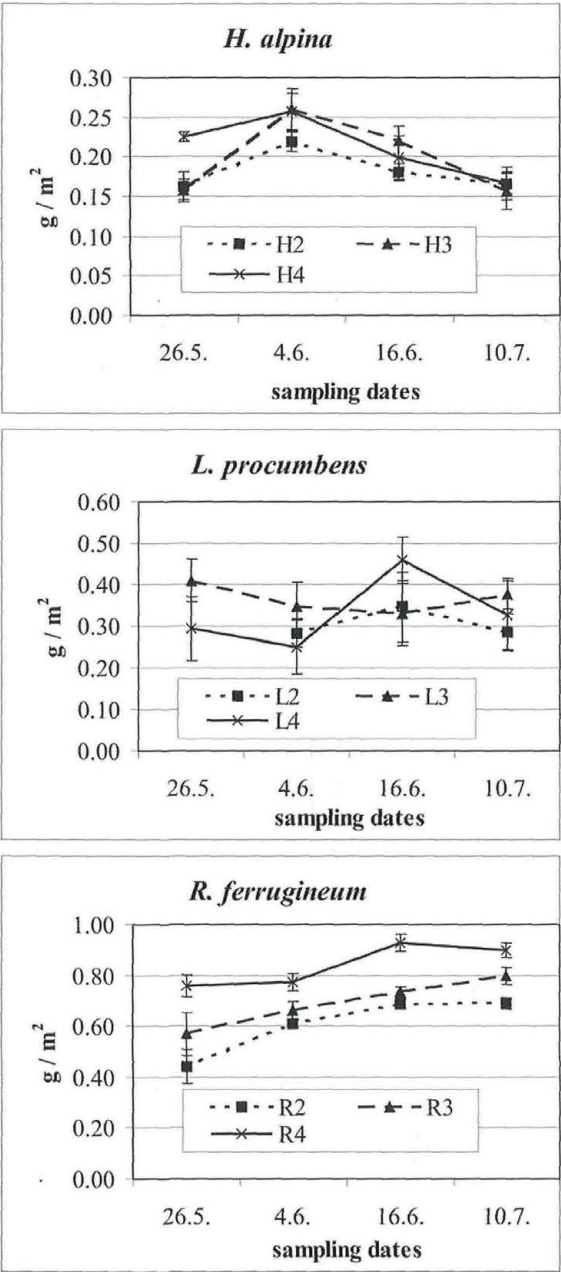 H. alpina
0.30
0.25
0.20
0.15
0.10
0.05
0.00
g / m²
H2 H3
H4
26.5. 4.6. 16.6. 10.7.
sampling dates
L. procumbens
0.60
0.50
0.40
0.30
0.20
0.10
0.00
g / m²
L2 L3
L4
26.5. 4.6. 16.6. 10.7.
sampling dates
R. ferrugineum
1.00
0.80
0.60
0.40
0.20
0.00
g / m²
R2 R3
R4
26.5. 4.6. 16.6. 10.7.
sampling dates